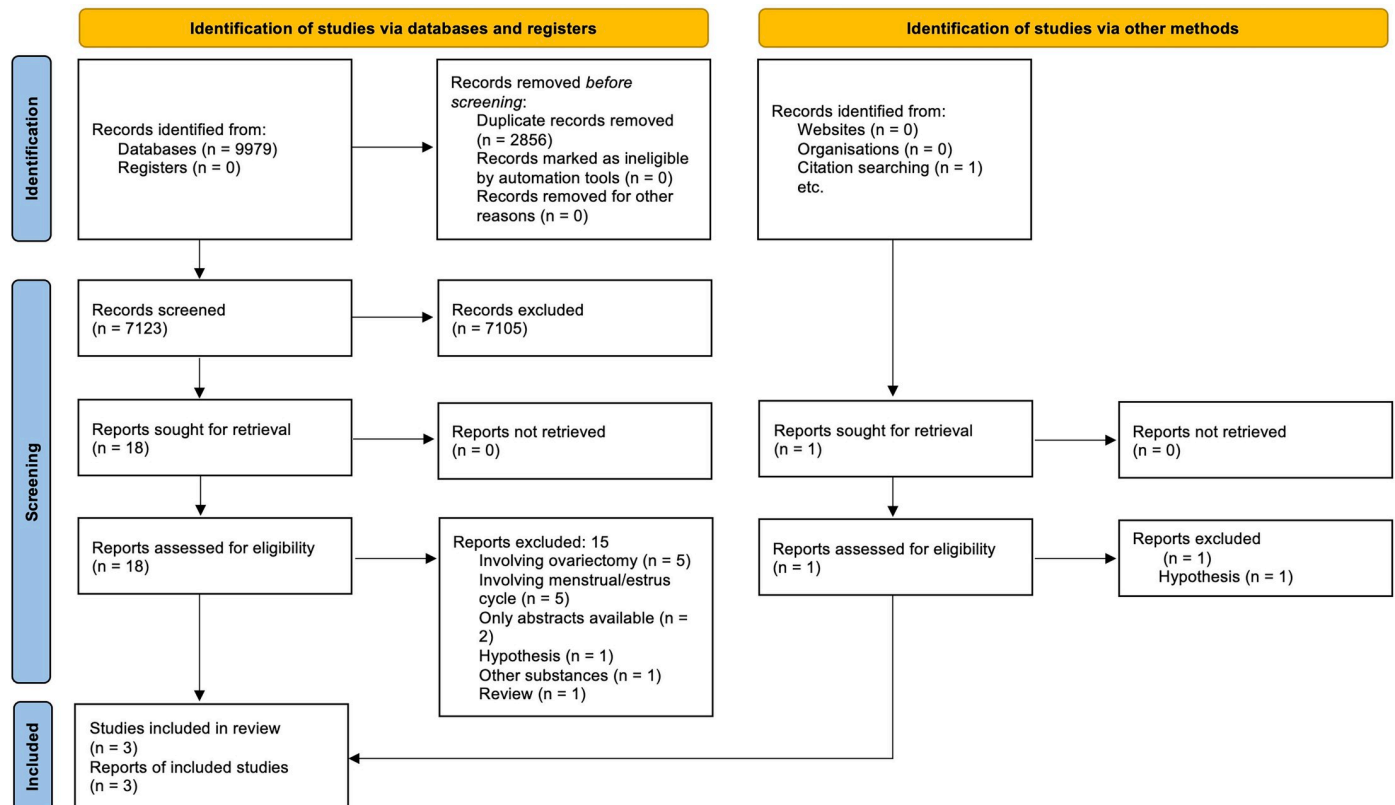 Identification of studies via databases and registers
Identification of studies via other methods
Identification
Records identified from:
Databases (n = 9979)
Registers (n = 0)
Records removed before
screening:
Duplicate records removed
(n = 2856)
Records marked as ineligible
by automation tools (n = 0)
Records removed for other
reasons (n = 0)
Records identified from:
Websites (n = 0)
Organisations (n = 0)
Citation searching (n = 1)
etc.
Screening
Records screened
(n = 7123)
Records excluded
(n = 7105)
Reports sought for retrieval
(n = 18)
Reports not retrieved
(n = 0)
Reports sought for retrieval
(n = 1)
Reports not retrieved
(n = 0)
Reports assessed for eligibility
(n = 18)
Reports excluded: 15
Involving ovariectomy (n = 5)
Involving menstrual/estrus
cycle (n = 5)
Only abstracts available (n =
2)
Hypothesis (n = 1)
Other substances (n = 1)
Review (n = 1)
Reports assessed for eligibility
(n = 1)
Reports excluded
(n = 1)
Hypothesis (n = 1)
Included
Studies included in review
(n = 3)
Reports of included studies
(n = 3)